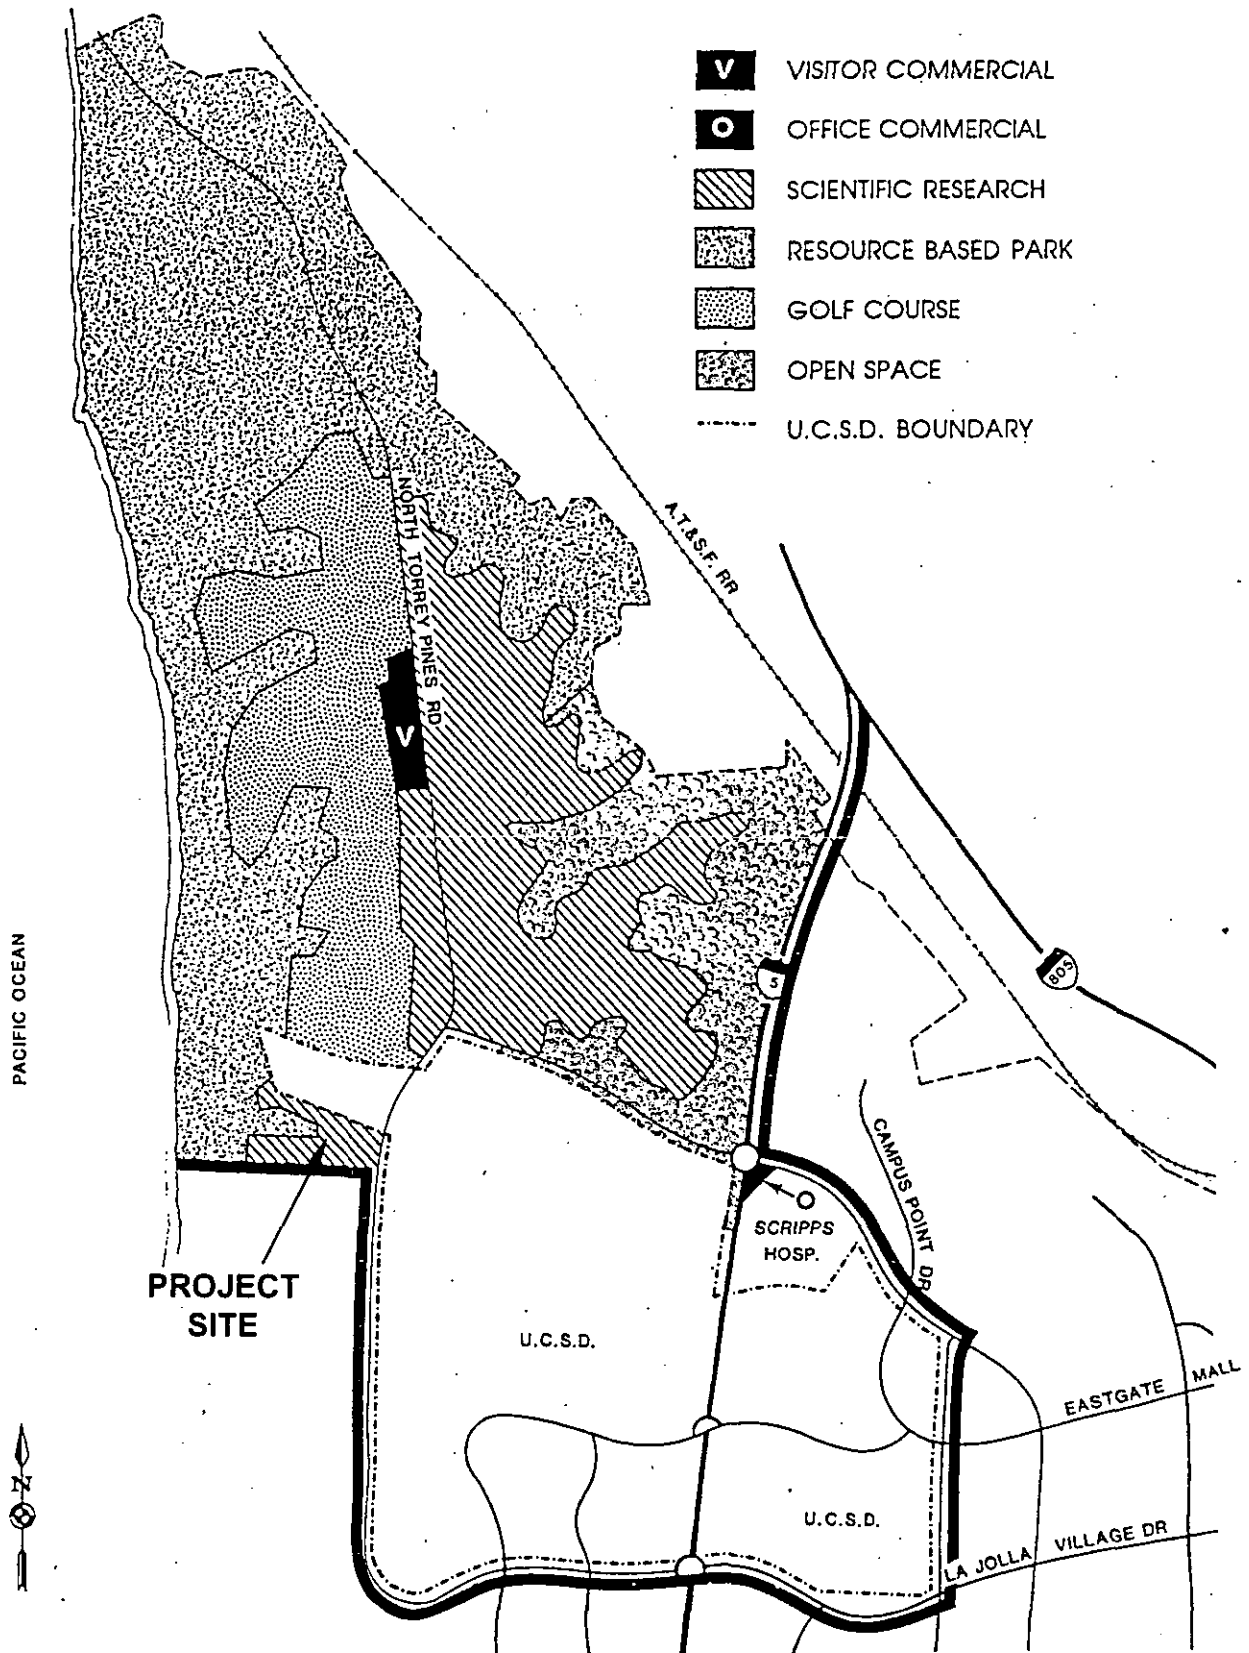 V VISITOR COMMERCIAL
O OFFICE COMMERCIAL
SCIENTIFIC RESEARCH
RESOURCE BASED PARK
GOLF COURSE
OPEN SPACE
U.C.S.D. BOUNDARY
NORTH TORREY PINES RD
A.T.&S.F. RR
V
PACIFIC OCEAN
5
805
CAMPUS POINT DR
O
SCRIPPS
HOSP.
PROJECT
SITE
U.C.S.D.
EASTGATE MALL
N
U.C.S.D.
LA JOLLA VILLAGE DR